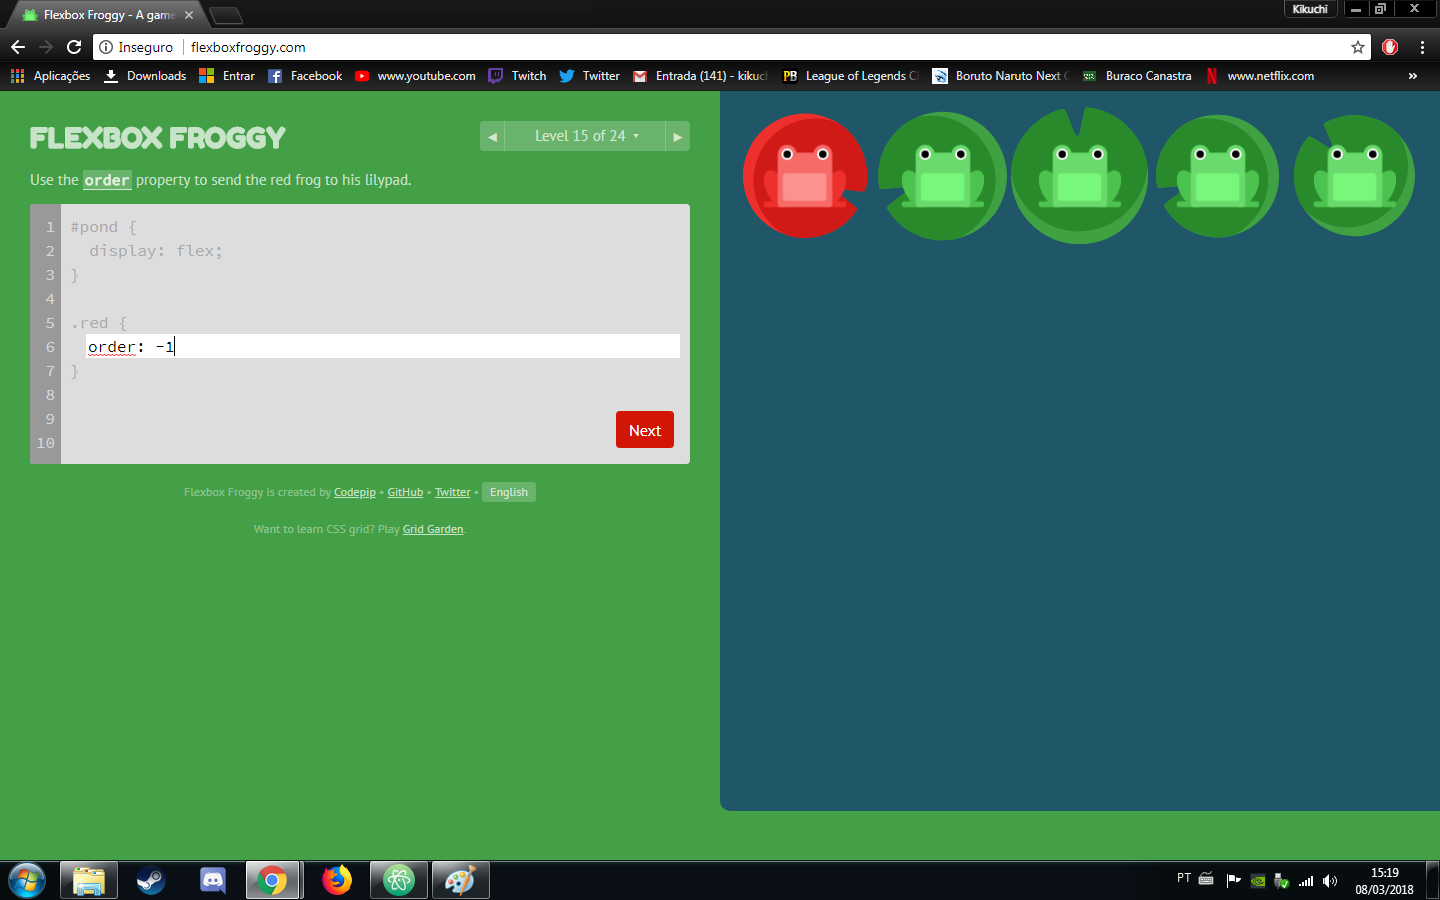 Flexbox Froggy - A game
Kikuchi
Inseguro flexboxfroggy.com
Aplicações Downloads Entrar Facebook www.youtube.com Twitch Twitter Entrada (141) - kikuch PB League of Legends C Boruto Naruto Next G Buraco Canastra www.netflix.com »
FLEXBOX FROGGY
Level 15 of 24
Use the order property to send the red frog to his lilypad.
1 #pond {
2 display: flex;
3 }
4
5 .red {
6 order: -1
7 }
8
9
10
Next
Flexbox Froggy is created by Codepip • GitHub • Twitter • English
Want to learn CSS grid? Play Grid Garden.
PT
15:19
08/03/2018